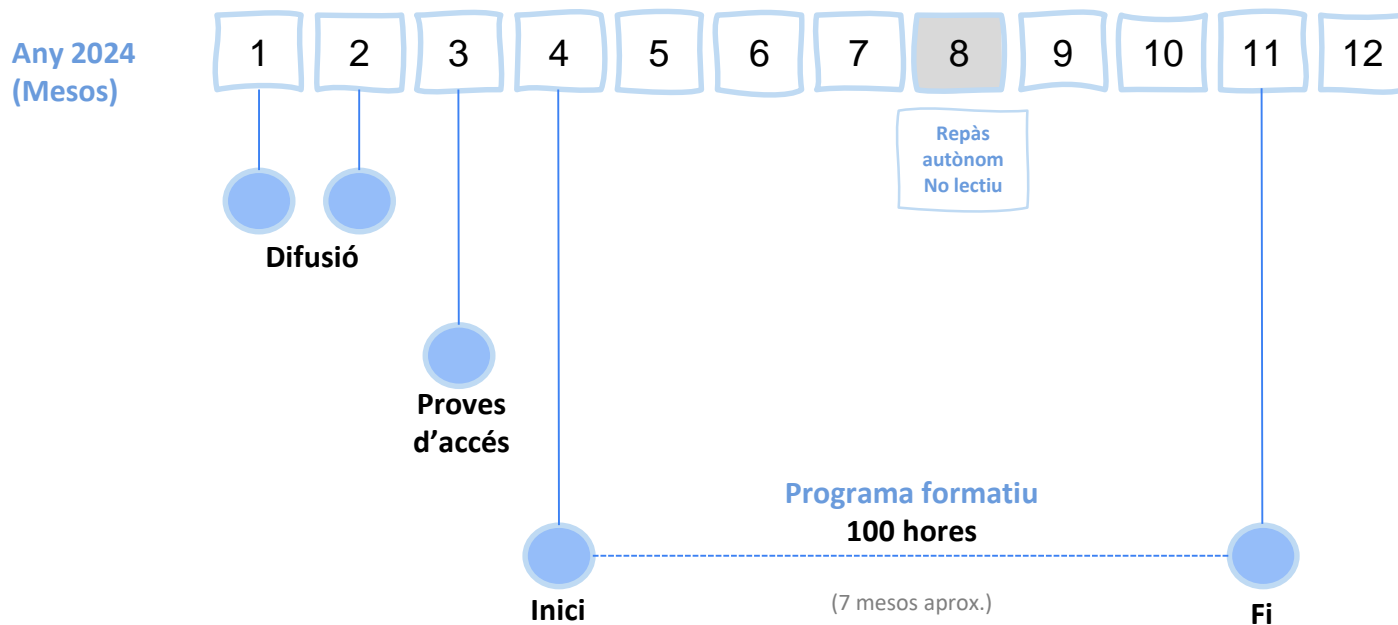 Any 2024
(Mesos)
1 2 3 4 5 6 7 8 9 10 11 12
Repàs
autònom
No lectiu
Difusió
Proves
d’accés
Programa formatiu
100 hores
(7 mesos aprox.)
Inici
Fi